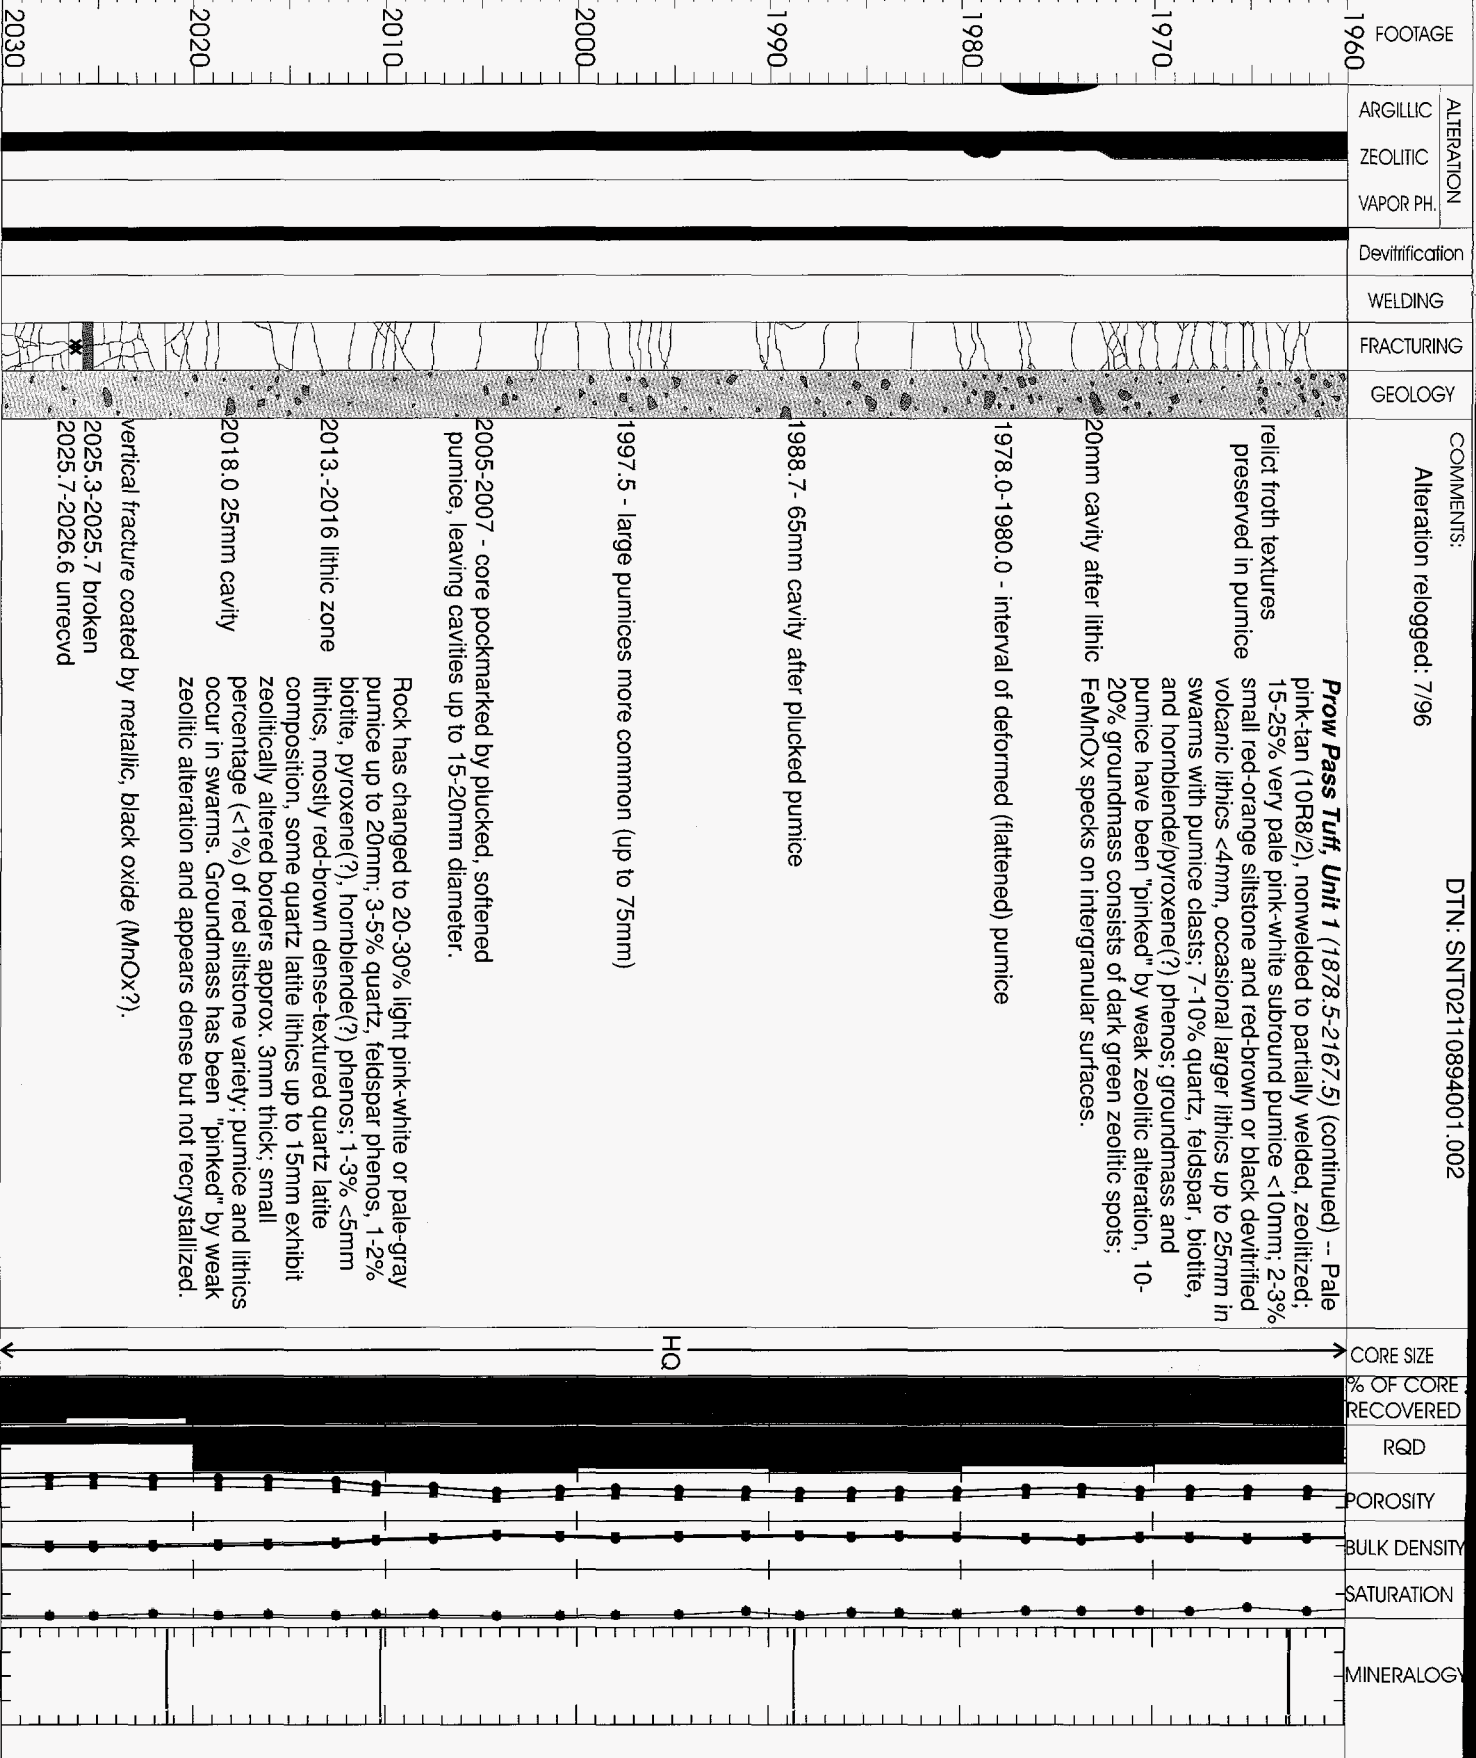 DTN: SNT02110894001.002
COMMENTS:
Alteration relogged: 7/96
FOOTAGE
ALTERATION
ARGILLIC
ZEOLITIC
VAPOR PH.
Devitrification
WELDING
FRACTURING
GEOLOGY
CORE SIZE
% OF CORE
RECOVERED
RQD
POROSITY
BULK DENSITY
SATURATION
MINERALOGY
1960
1970
1980
1990
2000
2010
2020
2030
Prow Pass Tuff, Unit 1 (1878.5-2167.5) (continued) -- Pale
pink-tan (10R8/2), nonwelded to partially welded, zeolitized;
15-25% very pale pink-white subround pumice <10mm; 2-3%
small red-orange siltstone and red-brown or black devitrified
volcanic lithics <4mm, occasional larger lithics up to 25mm in
swarms with pumice clasts; 7-10% quartz, feldspar, biotite,
and hornblende/pyroxene(?) phenos; groundmass and
pumice have been "pinked" by weak zeolitic alteration, 10-
20% groundmass consists of dark green zeolitic spots;
FeMnOx specks on intergranular surfaces.
relict froth textures
preserved in pumice
20mm cavity after lithic
1978.0-1980.0 - interval of deformed (flattened) pumice
1988.7- 65mm cavity after plucked pumice
1997.5 - large pumices more common (up to 75mm)
2005-2007 - core pockmarked by plucked, softened
pumice, leaving cavities up to 15-20mm diameter.
Rock has changed to 20-30% light pink-white or pale-gray
pumice up to 20mm; 3-5% quartz, feldspar phenos, 1-2%
biotite, pyroxene(?), hornblende(?) phenos; 1-3% <5mm
lithics, mostly red-brown dense-textured quartz latite
composition, some quartz latite lithics up to 15mm exhibit
zeolitically altered borders approx. 3mm thick; small
percentage (<1%) of red siltstone variety; pumice and lithics
occur in swarms. Groundmass has been "pinked" by weak
zeolitic alteration and appears dense but not recrystallized.
2013.-2016 lithic zone
2018.0 25mm cavity
vertical fracture coated by metallic, black oxide (MnOx?).
2025.3-2025.7 broken
2025.7-2026.6 unrecvd
HQ